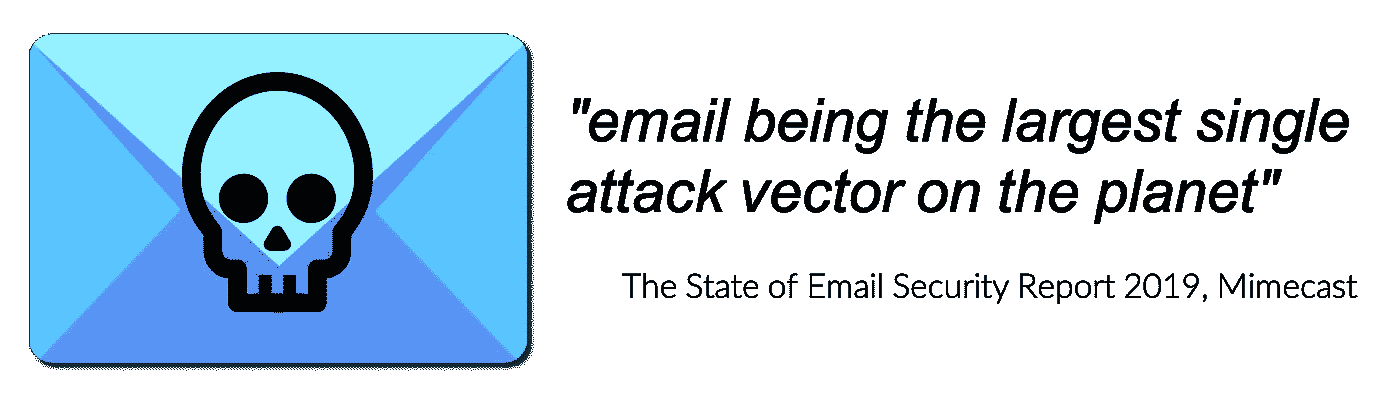 "email being the largest single
attack vector on the planet"
The State of Email Security Report 2019, Mimecast